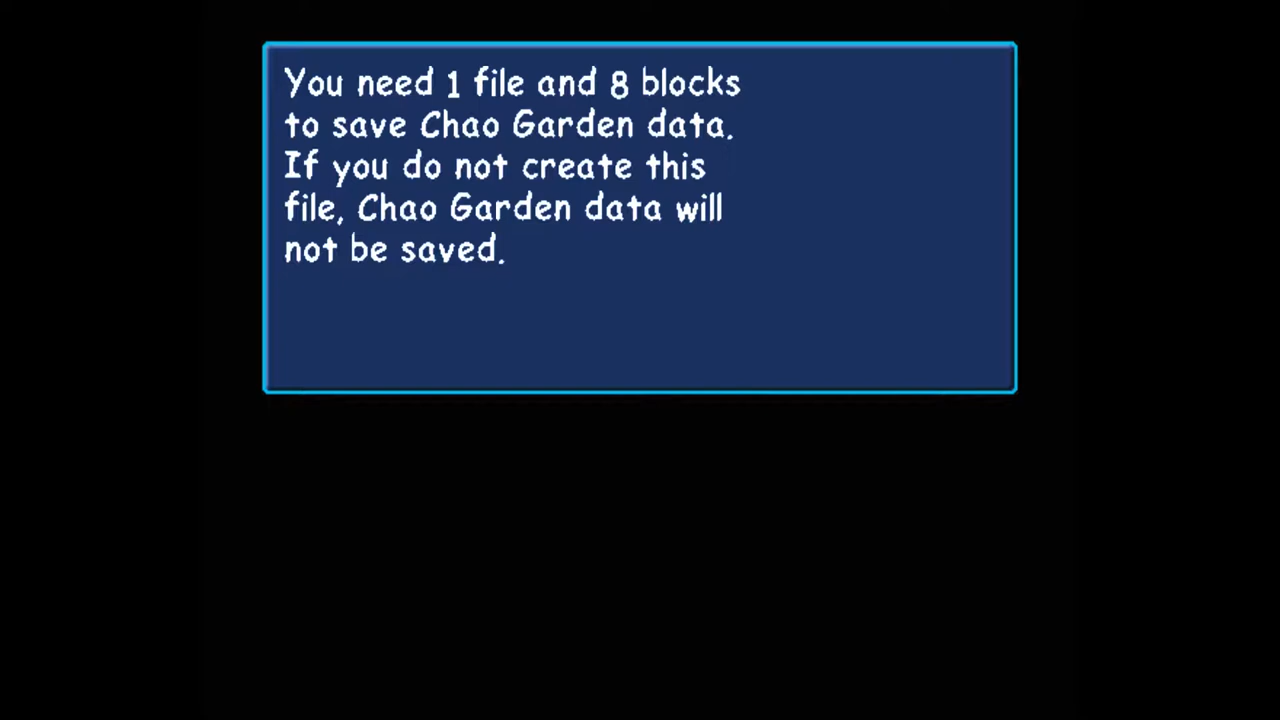 You need 1 file and 8 blocks
to save Chao Garden data.
If you do not create this
file, Chao Garden data will
not be saved.